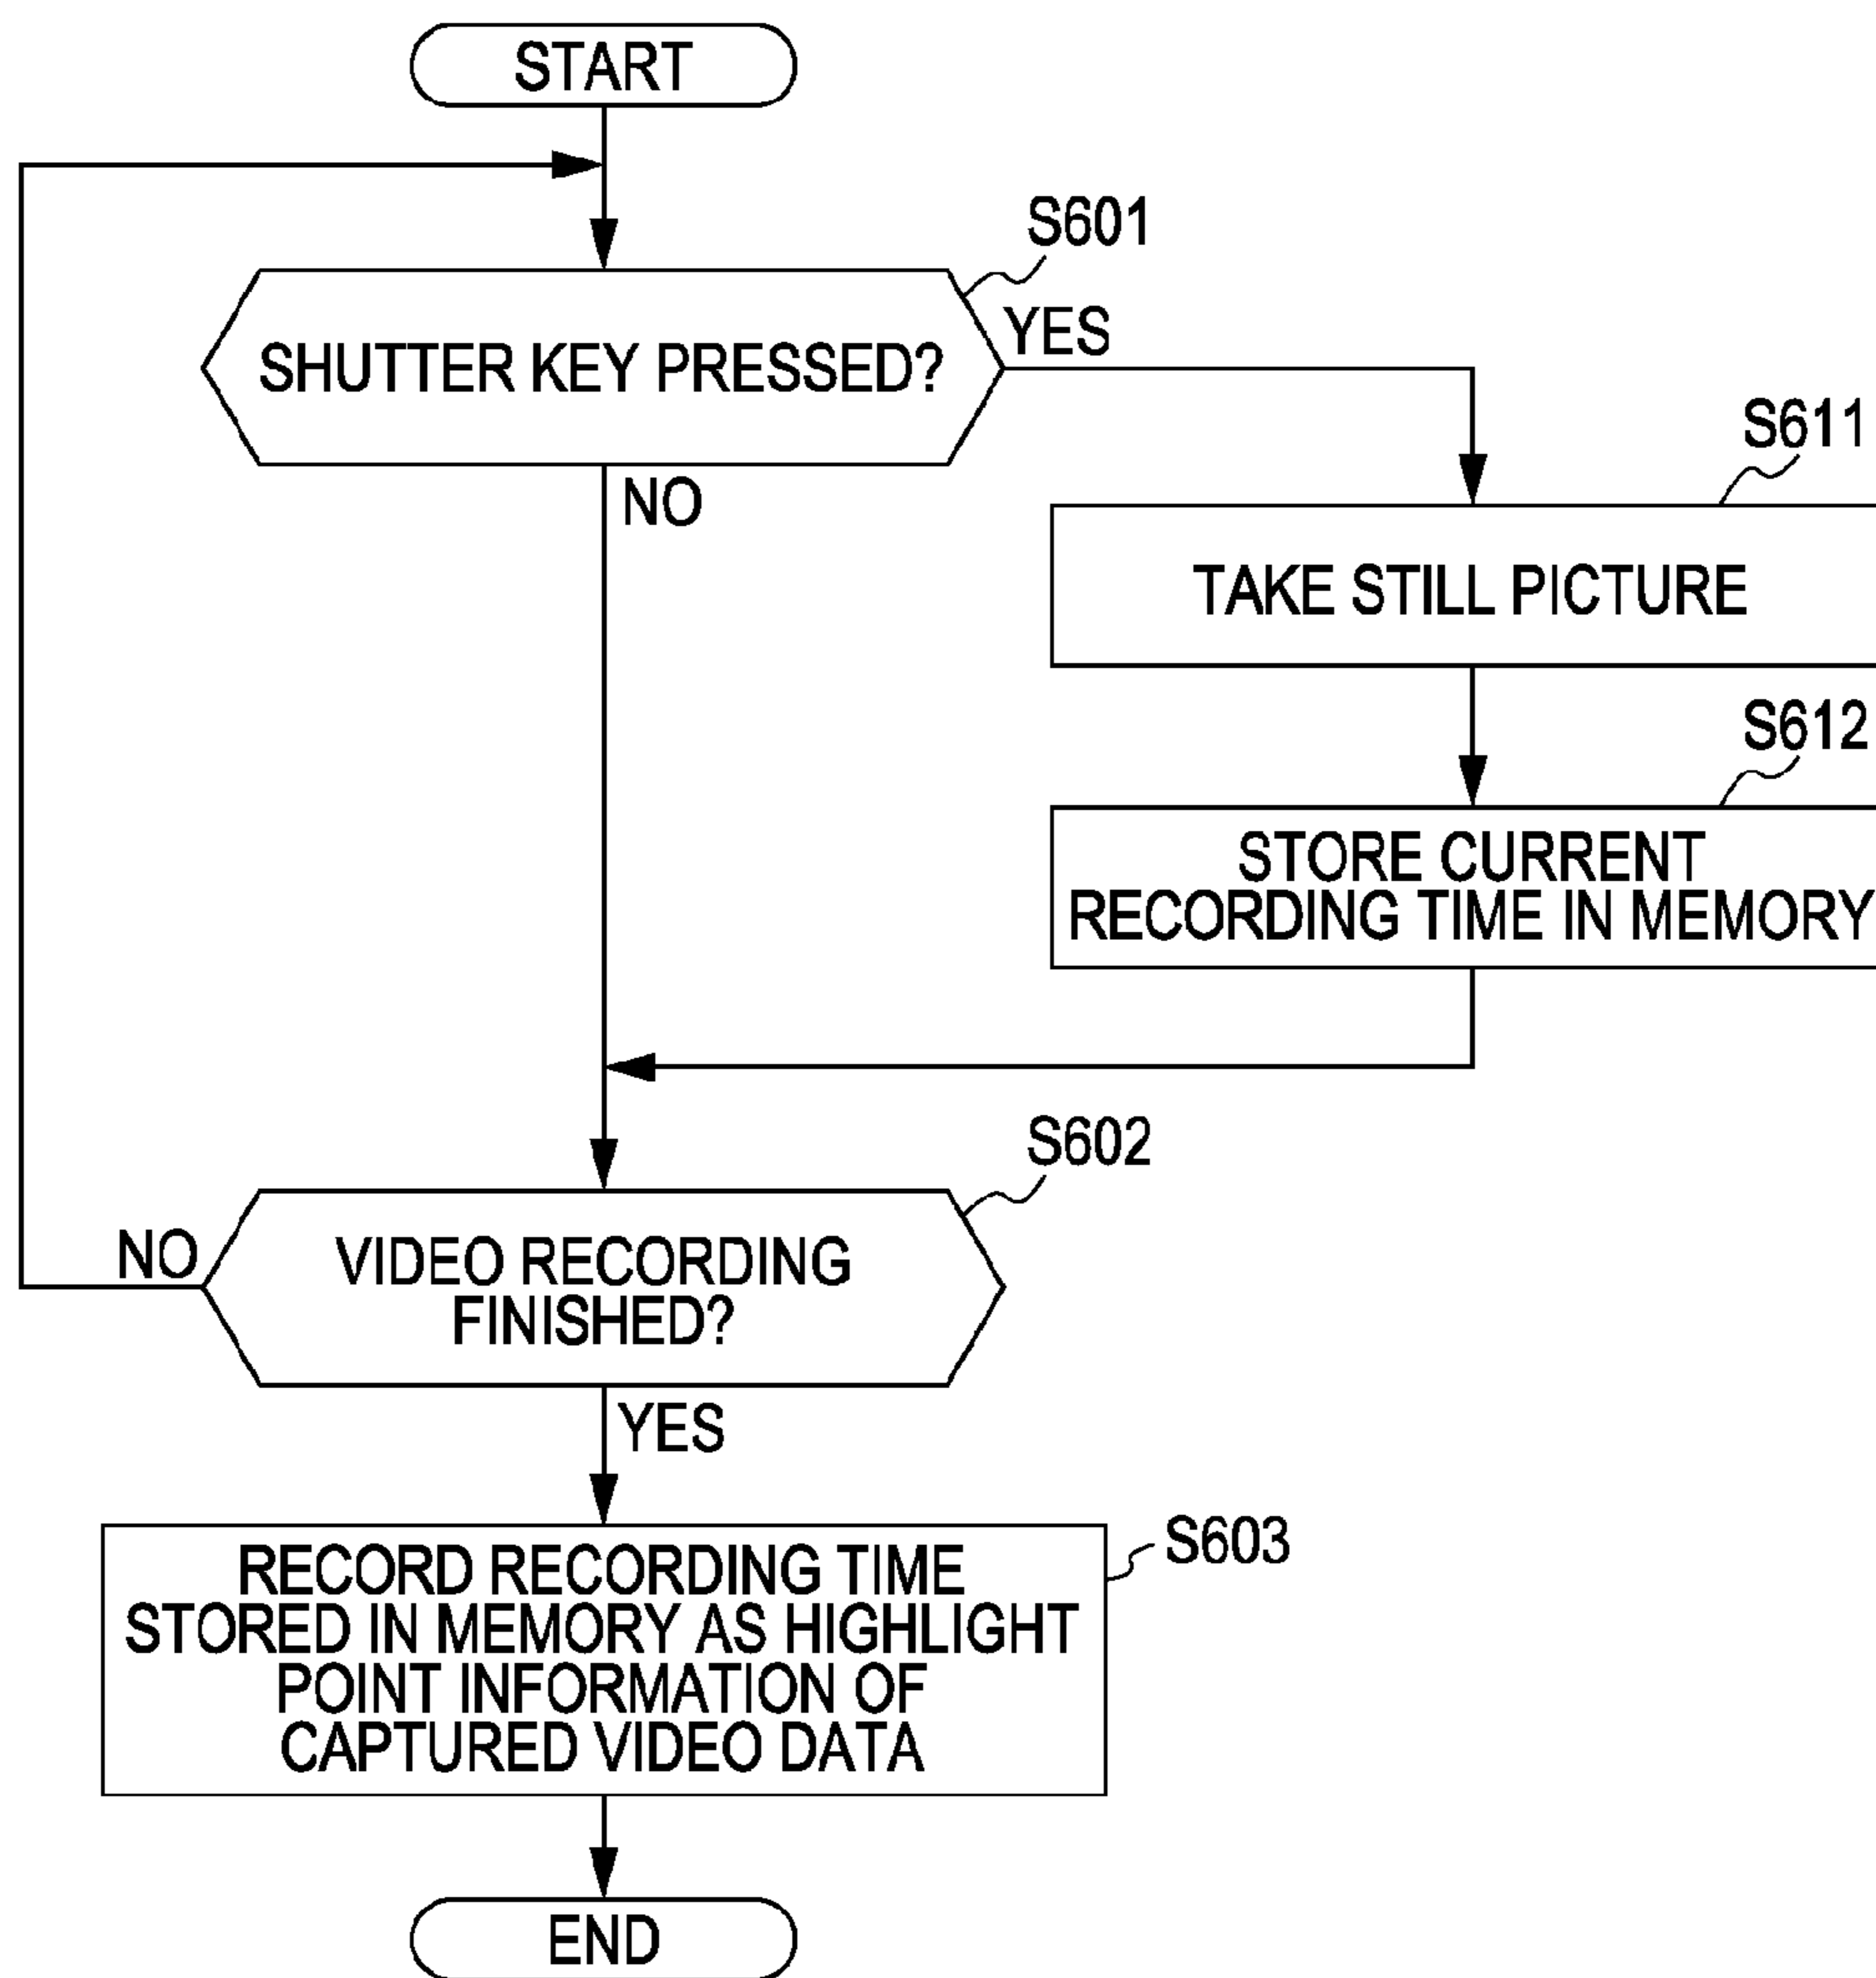 START
S601
SHUTTER KEY PRESSED?
YES
NO
S611
TAKE STILL PICTURE
S612
STORE CURRENT
RECORDING TIME IN MEMORY
S602
NO
VIDEO RECORDING
FINISHED?
YES
S603
RECORD RECORDING TIME
STORED IN MEMORY AS HIGHLIGHT
POINT INFORMATION OF
CAPTURED VIDEO DATA
END